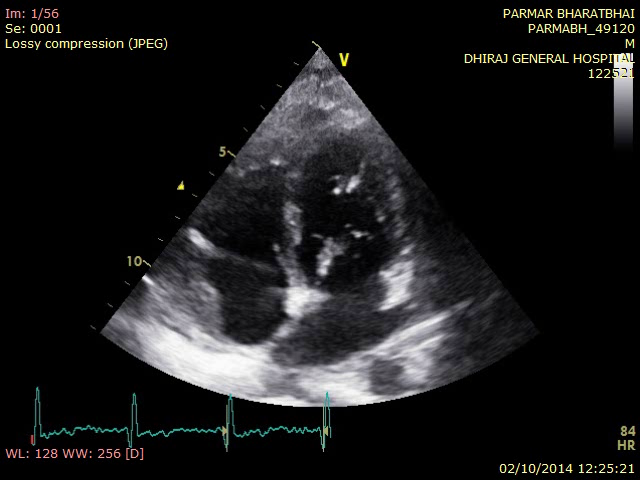 Im: 1/56
Se: 0001
Lossy compression (JPEG)
PARMAR BHARATBHAI
PARMABH_49120
M
DHIRAJ GENERAL HOSPITAL
122521
V
5
10
84
HR
WL: 128 WW: 256 [D]
02/10/2014 12:25:21